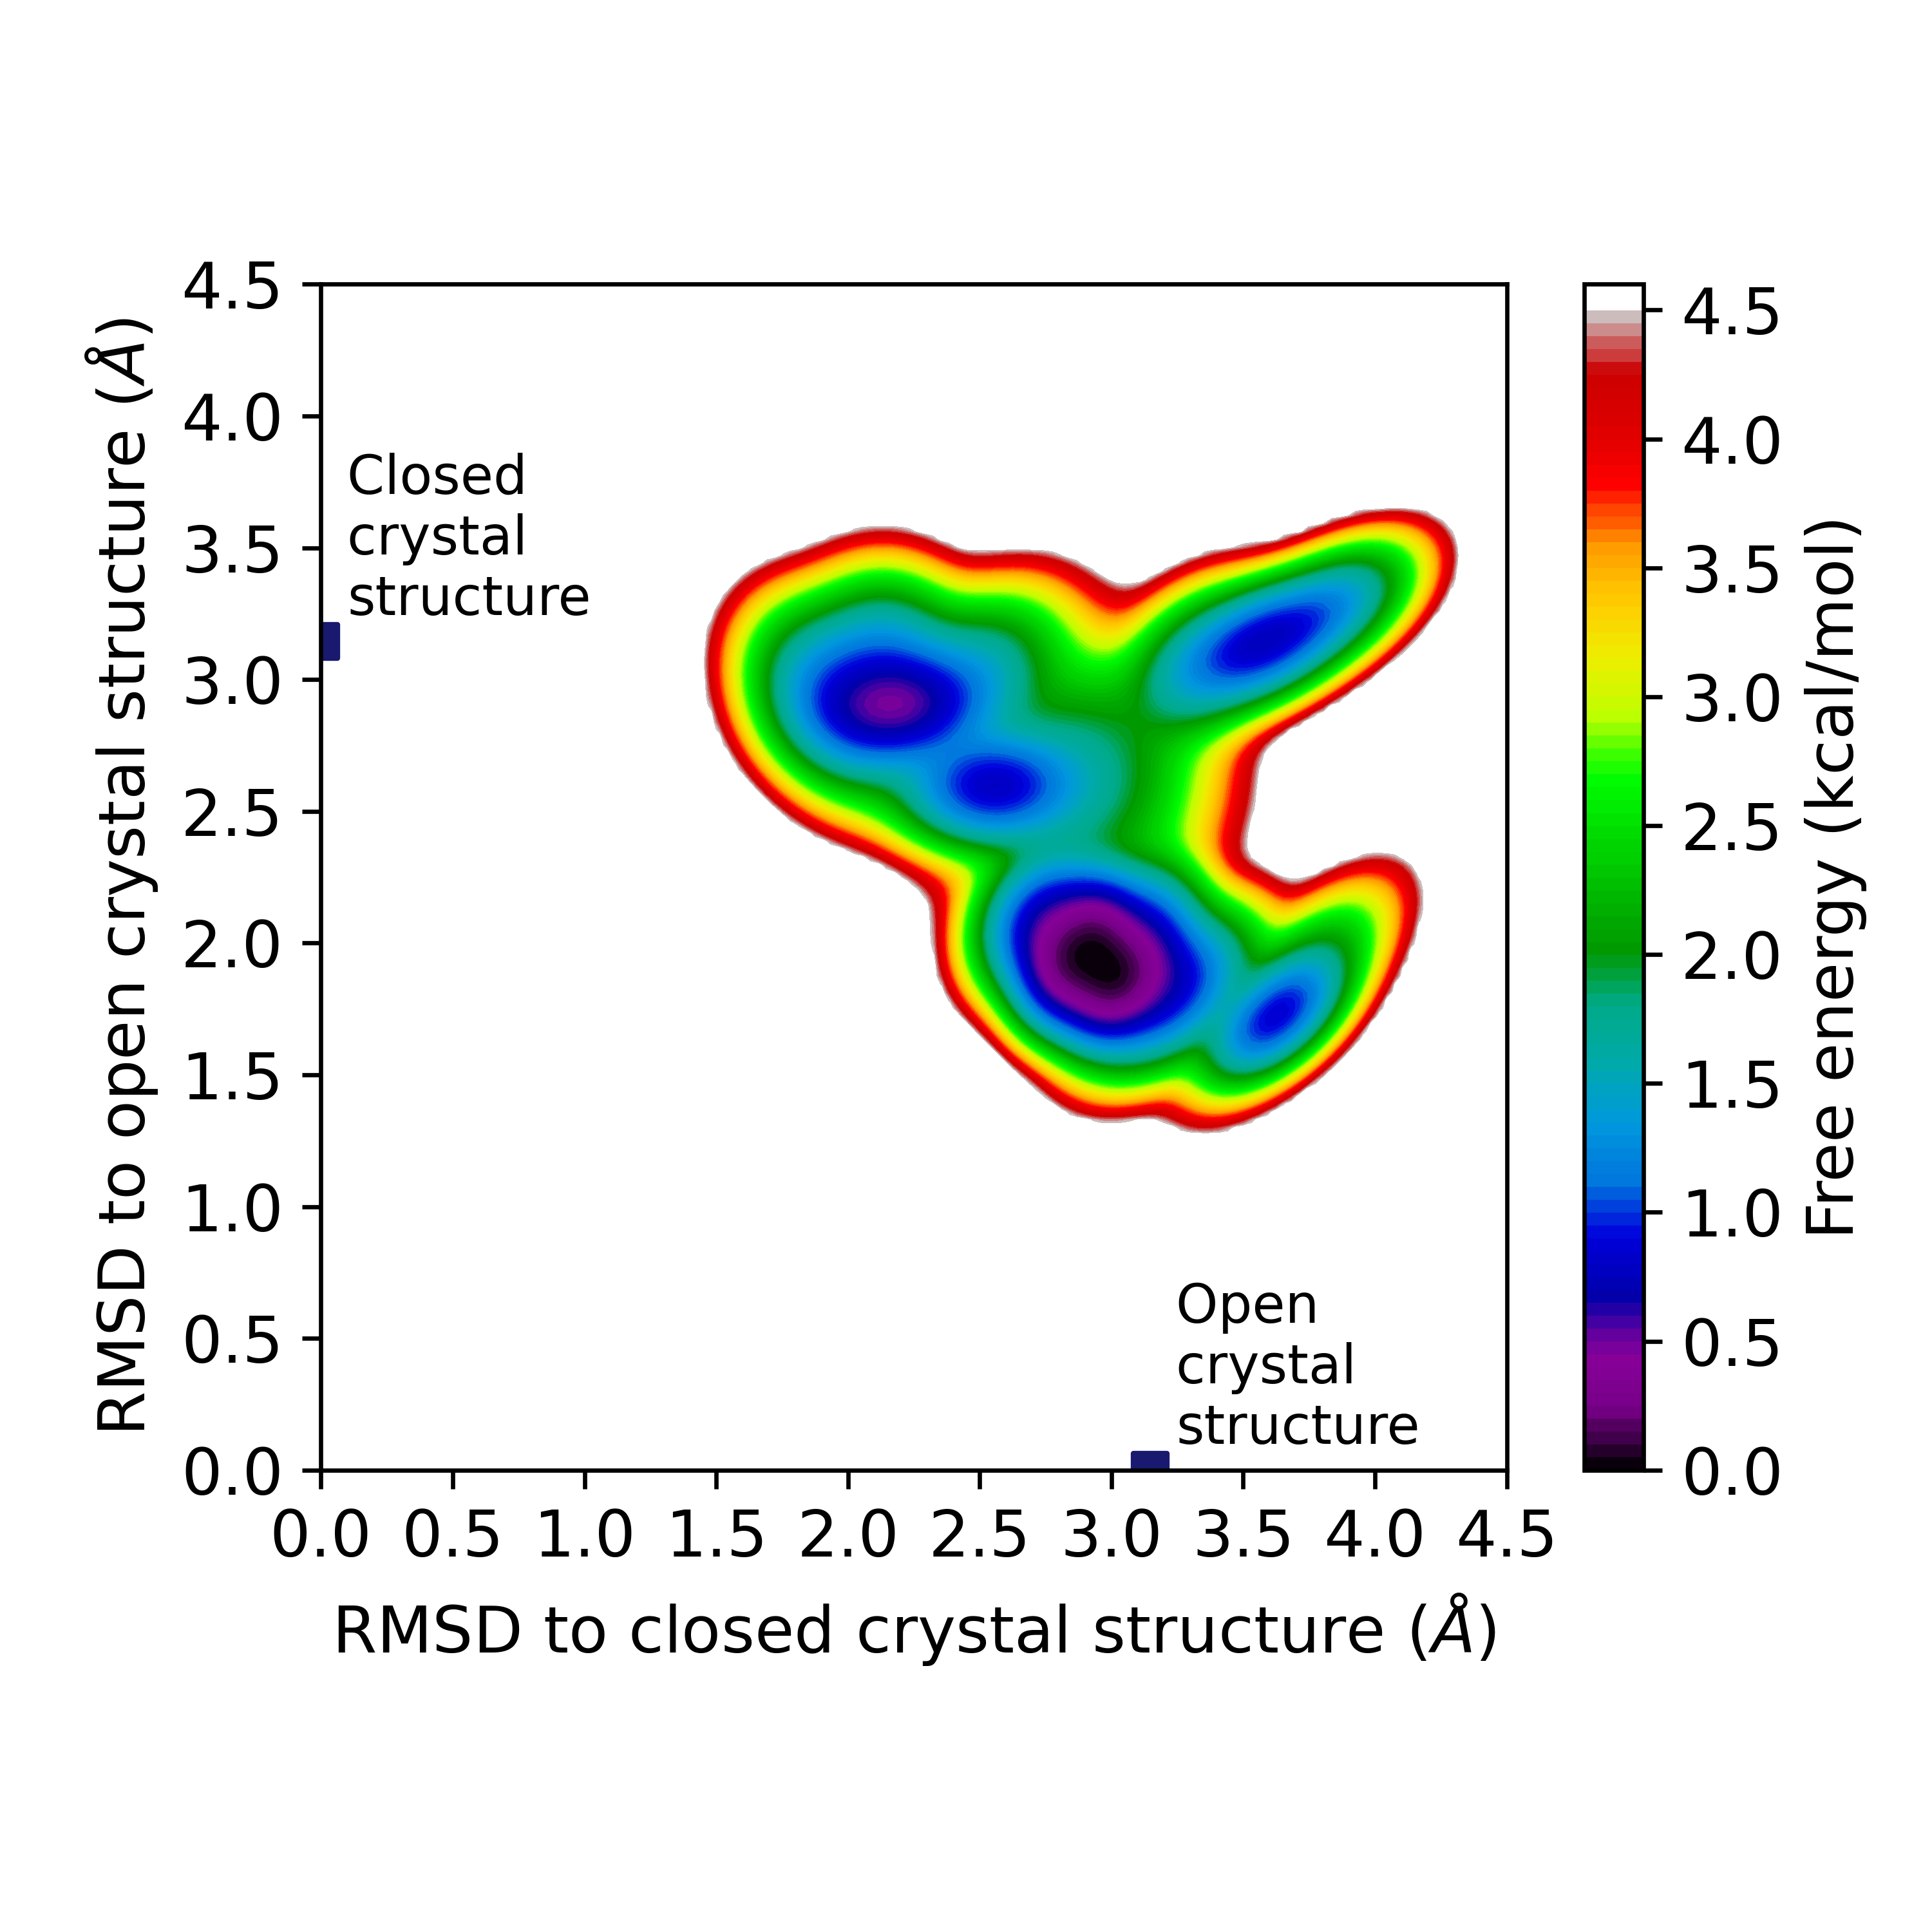 4.5
4.0
3.5
3.0
2.5
2.0
1.5
1.0
0.5
0.0
RMSD to open crystal structure (Å)
Closed
crystal
structure
Open
crystal
structure
0.0 0.5 1.0 1.5 2.0 2.5 3.0 3.5 4.0 4.5
RMSD to closed crystal structure (Å)
4.5
4.0
3.5
3.0
2.5
2.0
1.5
1.0
0.5
0.0
Free energy (kcal/mol)